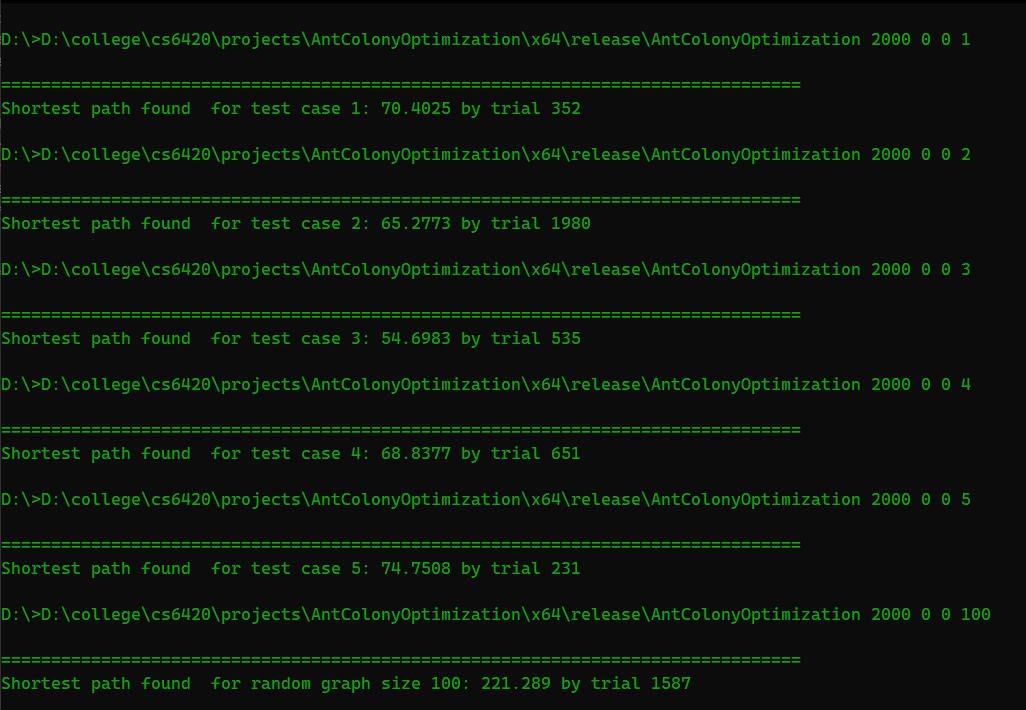 D:\>D:\college\cs6420\projects\AntColonyOptimization\x64\release\AntColonyOptimization 2000 0 0 1
================================================================================
Shortest path found  for test case 1: 70.4025 by trial 352
D:\>D:\college\cs6420\projects\AntColonyOptimization\x64\release\AntColonyOptimization 2000 0 0 2
================================================================================
Shortest path found  for test case 2: 65.2773 by trial 1980
D:\>D:\college\cs6420\projects\AntColonyOptimization\x64\release\AntColonyOptimization 2000 0 0 3
================================================================================
Shortest path found  for test case 3: 54.6983 by trial 535
D:\>D:\college\cs6420\projects\AntColonyOptimization\x64\release\AntColonyOptimization 2000 0 0 4
================================================================================
Shortest path found  for test case 4: 68.8377 by trial 651
D:\>D:\college\cs6420\projects\AntColonyOptimization\x64\release\AntColonyOptimization 2000 0 0 5
================================================================================
Shortest path found  for test case 5: 74.7508 by trial 231
D:\>D:\college\cs6420\projects\AntColonyOptimization\x64\release\AntColonyOptimization 2000 0 0 100
================================================================================
Shortest path found  for random graph size 100: 221.289 by trial 1587